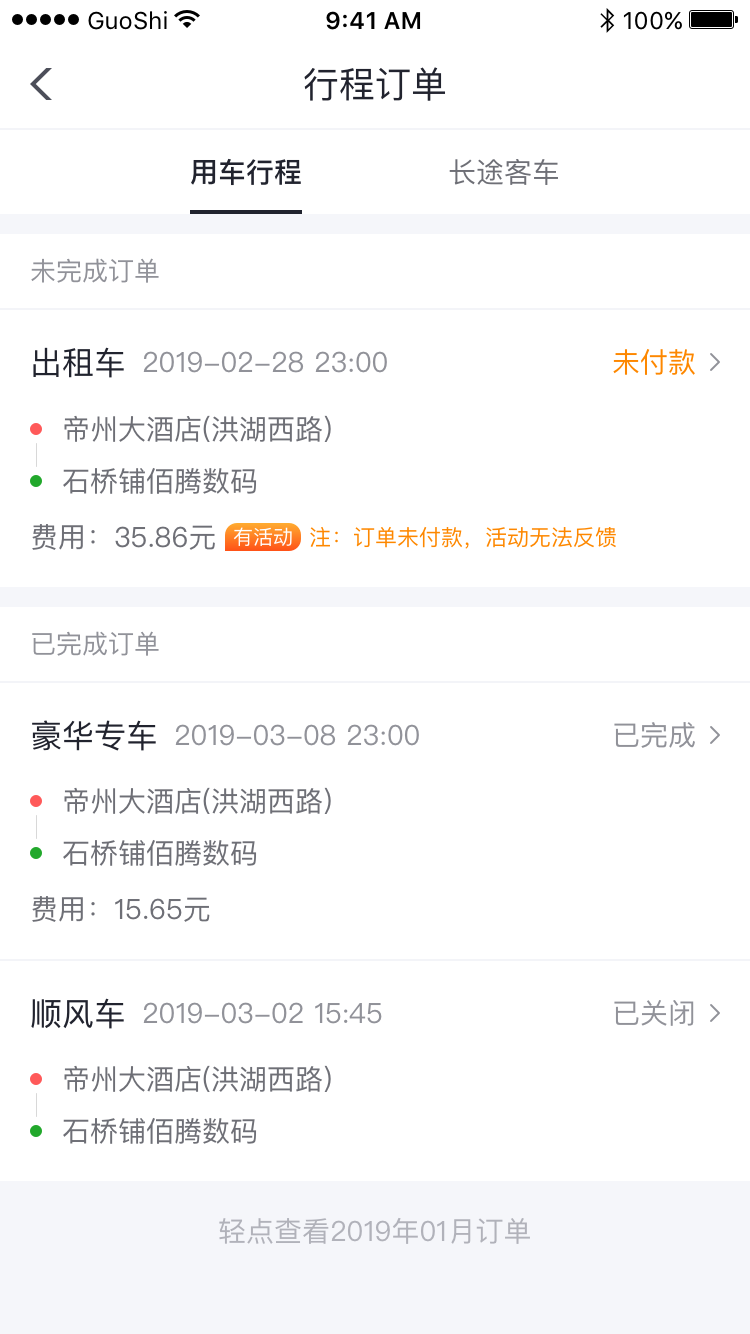 GuoShi 9:41 AM 100%
行程订单
用车行程 长途客车
未完成订单
出租车 2019-02-28 23:00 未付款
帝州大酒店(洪湖西路)
石桥铺佰腾数码
费用：35.86元 有活动 注：订单未付款，活动无法反馈
已完成订单
豪华专车 2019-03-08 23:00 已完成
帝州大酒店(洪湖西路)
石桥铺佰腾数码
费用：15.65元
顺风车 2019-03-02 15:45 已关闭
帝州大酒店(洪湖西路)
石桥铺佰腾数码
轻点查看2019年01月订单